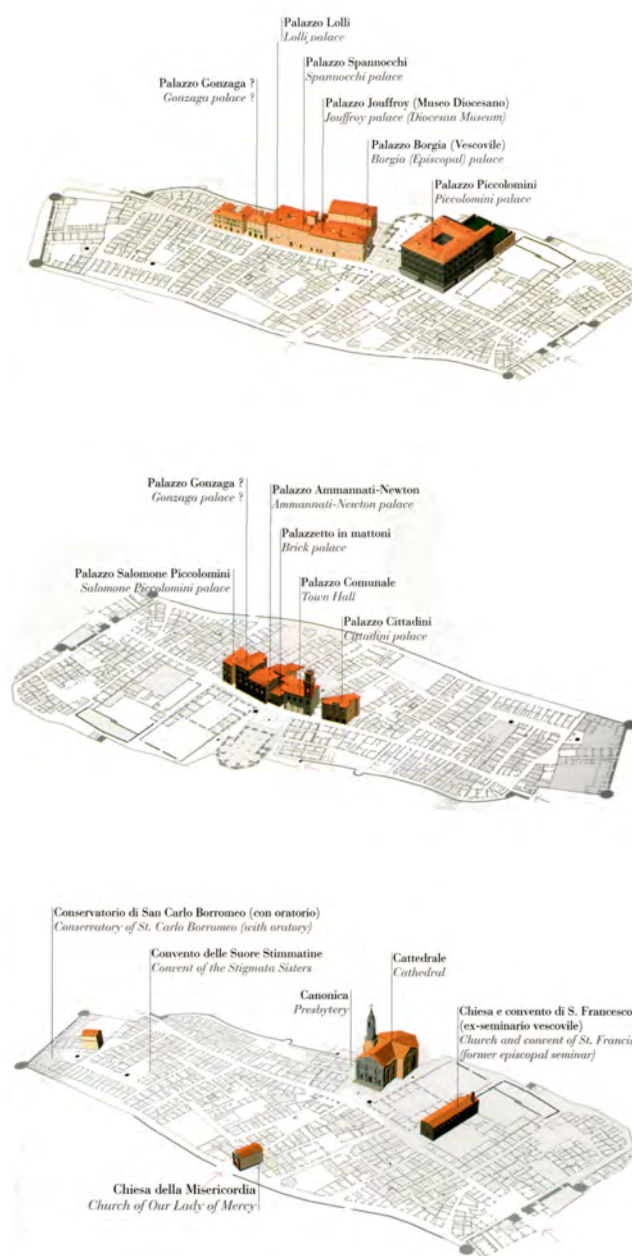 Palazzo Lolli
Lolli palace
Palazzo Spannocchi
Spannocchi palace
Palazzo Gonzaga ?
Gonzaga palace ?
Palazzo Jouffroy (Museo Diocesano)
Jouffroy palace (Diocesan Museum)
Palazzo Borgia (Vescovile)
Borgia (Episcopal) palace
Palazzo Piccolomini
Piccolomini palace
Palazzo Gonzaga ?
Gonzaga palace ?
Palazzo Ammannati-Newton
Ammannati-Newton palace
Palazzetto in mattoni
Brick palace
Palazzo Salomone Piccolomini
Salomone Piccolomini palace
Palazzo Comunale
Town Hall
Palazzo Cittadini
Cittadini palace
Conservatorio di San Carlo Borromeo (con oratorio)
Conservatory of St. Carlo Borromeo (with oratory)
Convento delle Suore Stimmatine
Convent of the Stigmata Sisters
Cattedrale
Cathedral
Canonica
Presbytery
Chiesa e convento di S. Francesco
(ex-seminario vescovile)
Church and convent of St. Franci
(former episcopal seminar)
Chiesa della Misericordia
Church of Our Lady of Mercy